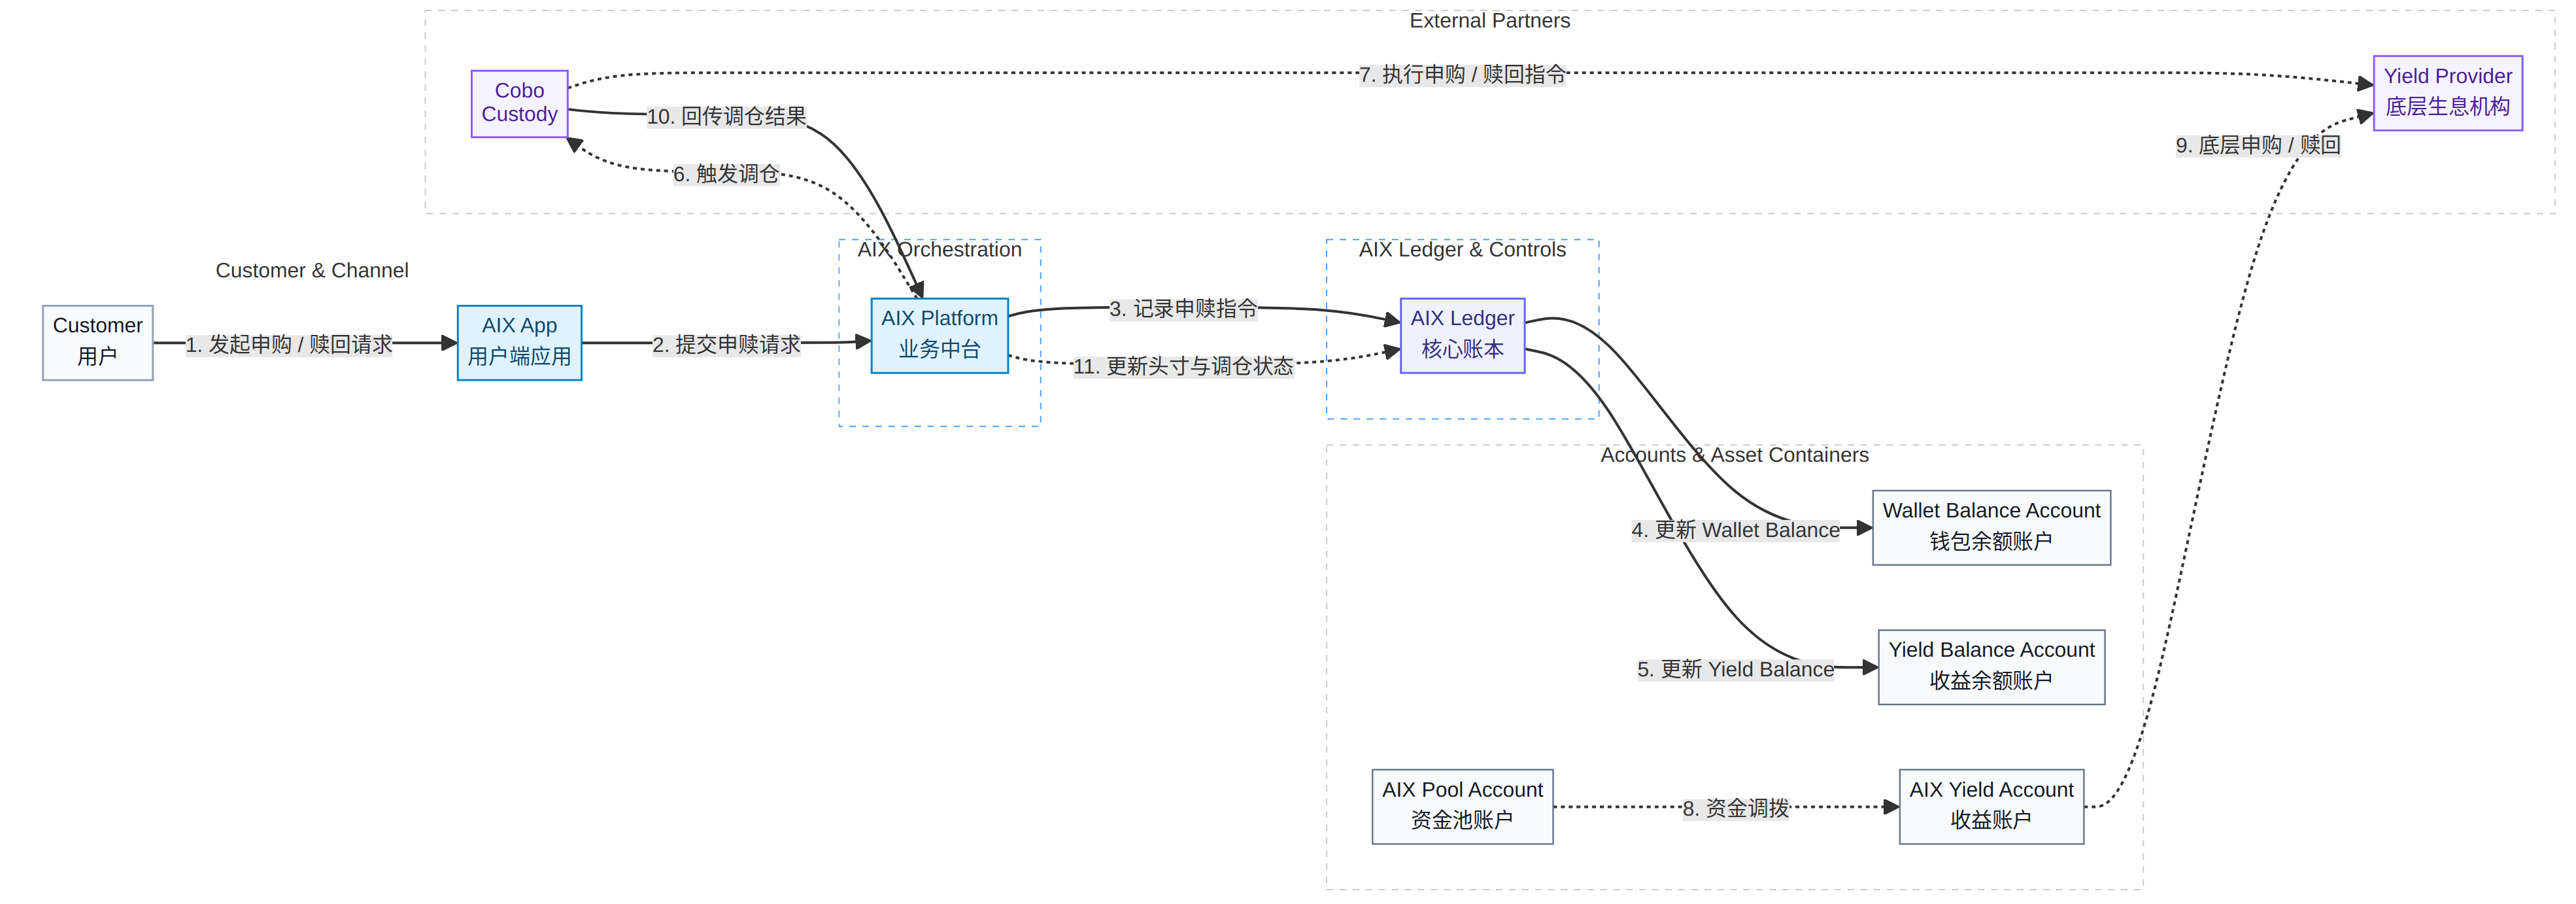 External Partners
Cobo
Custody
7. 执行申购 / 赎回指令
Yield Provider
底层生息机构
10. 回传调仓结果
9. 底层申购 / 赎回
6. 触发调仓
Customer & Channel
AIX Orchestration
AIX Ledger & Controls
Customer
用户
1. 发起申购 / 赎回请求
AIX App
用户端应用
2. 提交申赎请求
AIX Platform
业务中台
3. 记录申赎指令
11. 更新头寸与调仓状态
AIX Ledger
核心账本
Accounts & Asset Containers
4. 更新 Wallet Balance
Wallet Balance Account
钱包余额账户
5. 更新 Yield Balance
Yield Balance Account
收益余额账户
AIX Pool Account
资金池账户
8. 资金调拨
AIX Yield Account
收益账户